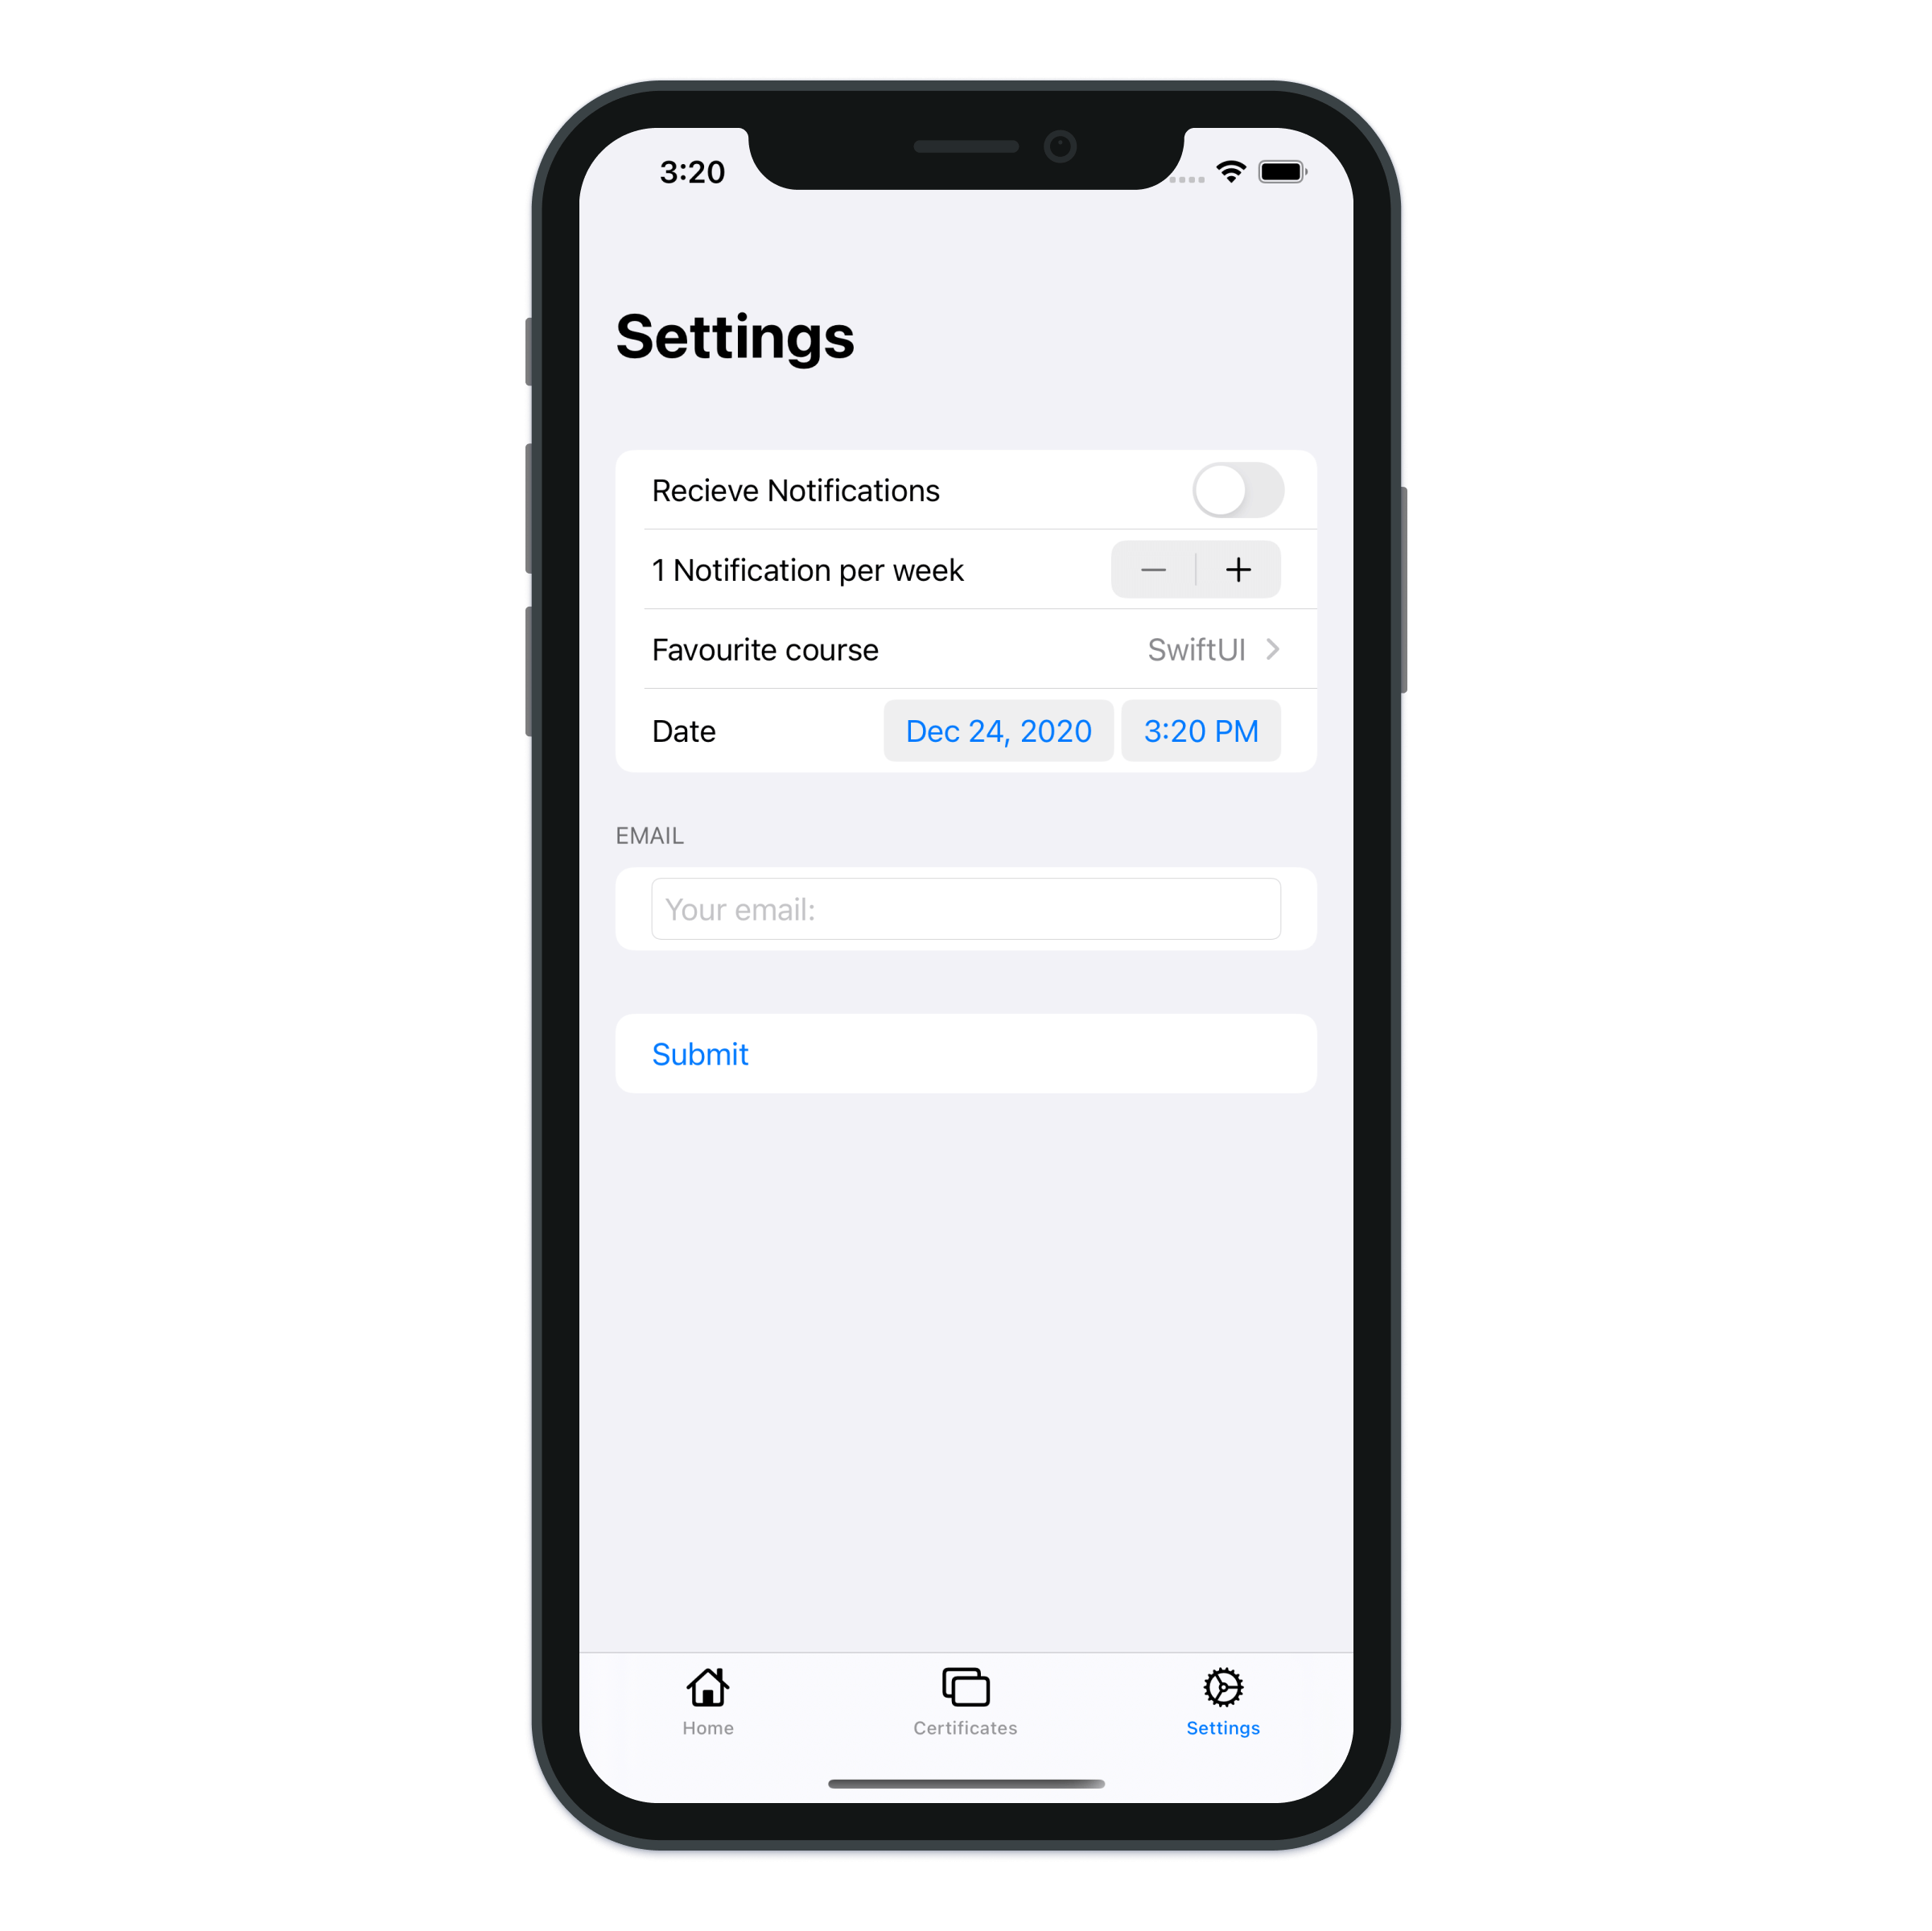 3:20
Settings
Recieve Notifications
1 Notification per week
Favourite course SwiftUI
Date Dec 24, 2020 3:20 PM
EMAIL
Your email:
Submit
Home Certificates Settings